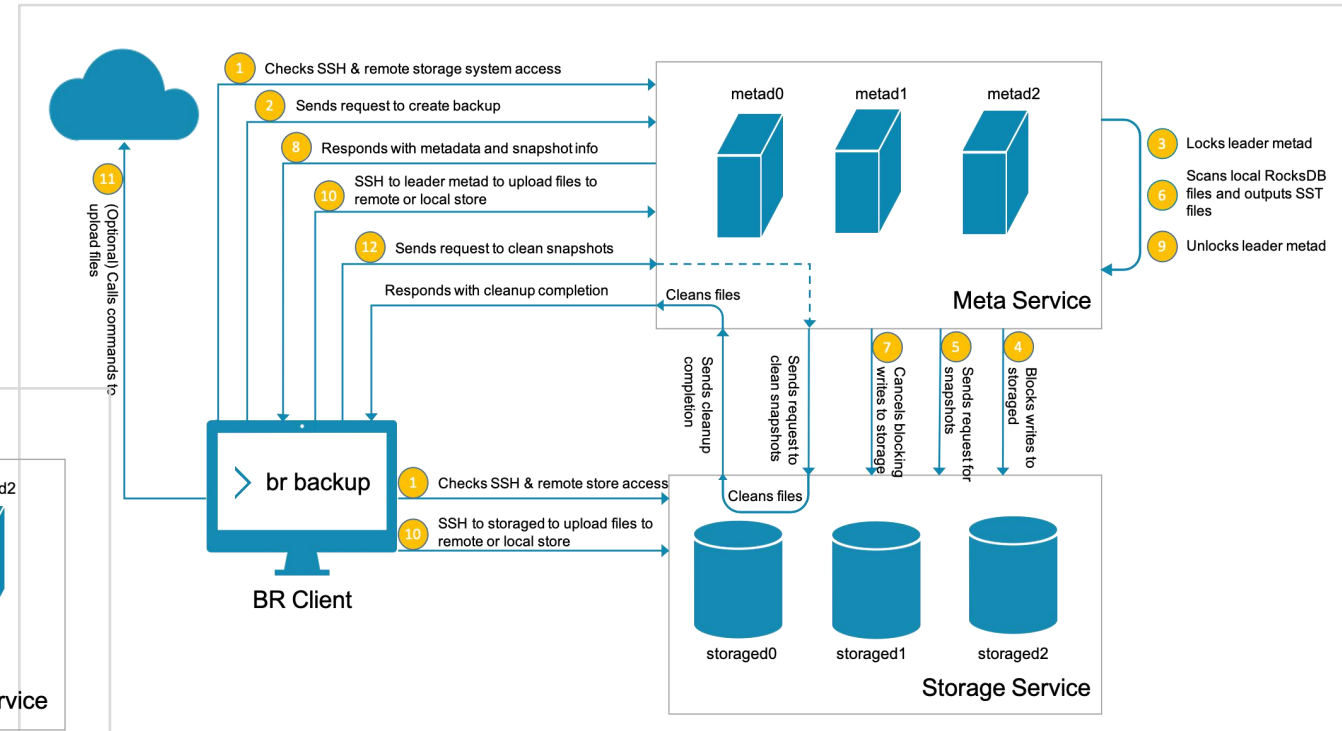 1 Checks SSH & remote storage system access
2 Sends request to create backup
8 Responds with metadata and snapshot info
10 SSH to leader metad to upload files to
remote or local store
12 Sends request to clean snapshots
Responds with cleanup completion
11
(Optional) Calls commands to
upload files
metad0
metad1
metad2
Cleans files
Meta Service
3 Locks leader metad
6 Scans local RocksDB
files and outputs SST
files
9 Unlocks leader metad
Sends cleanup
completion
Sends request to
clean snapshots
7 Cancels blocking
writes to storage
5 Sends request for
snapshots
4 Blocks writes to
storaged
br backup
BR Client
1 Checks SSH & remote store access
10 SSH to storaged to upload files to
remote or local store
Cleans files
storaged0
storaged1
storaged2
Storage Service
d2
rvice